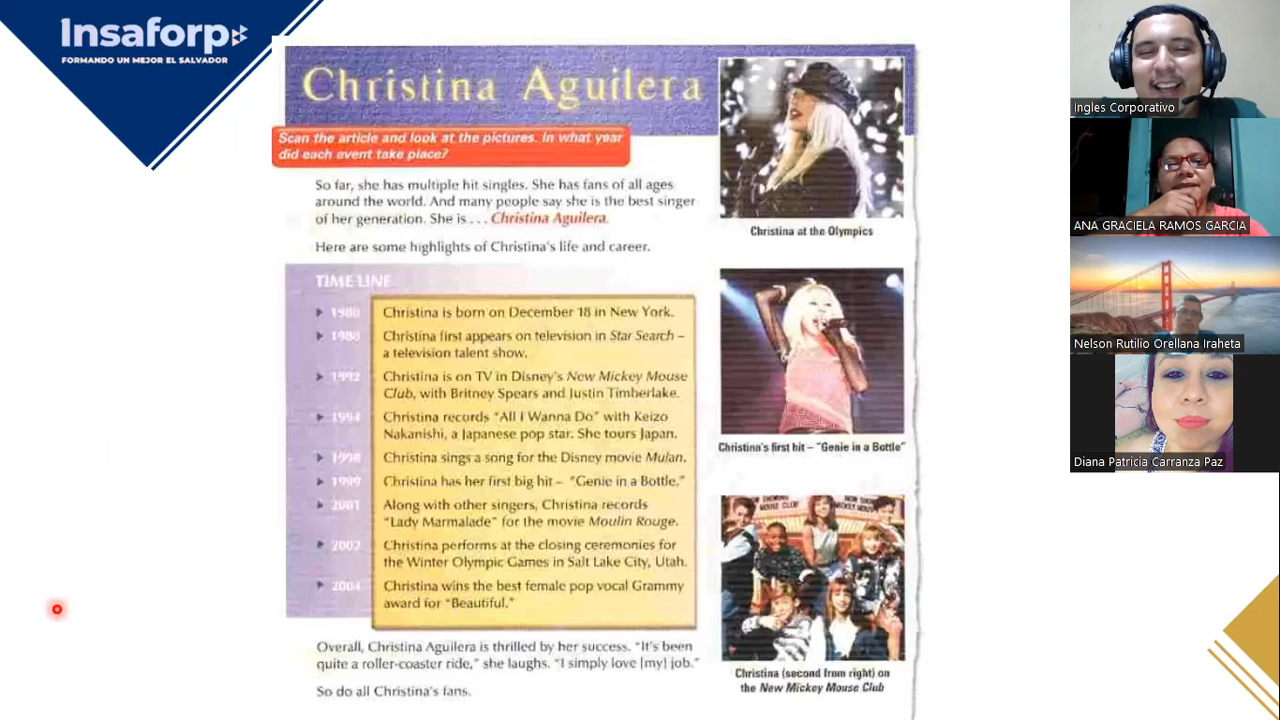 Insaforp
FORMANDO UN MEJOR EL SALVADOR
Christina Aguilera
Scan the article and look at the pictures. In what year
did each event take place?
So far, she has multiple hit singles. She has fans of all ages
around the world. And many people say she is the best singer
of her generation. She is . . . Christina Aguilera.
Here are some highlights of Christina's life and career.
TIME LINE
1980 Christina is born on December 18 in New York.
1988 Christina first appears on television in Star Search –
a television talent show.
1992 Christina is on TV in Disney's New Mickey Mouse
Club, with Britney Spears and Justin Timberlake.
1994 Christina records "All I Wanna Do" with Keizo
Nakanishi, a Japanese pop star. She tours Japan.
1998 Christina sings a song for the Disney movie Mulan.
1999 Christina has her first big hit – "Genie in a Bottle."
2001 Along with other singers, Christina records
"Lady Marmalade" for the movie Moulin Rouge.
2002 Christina performs at the closing ceremonies for
the Winter Olympic Games in Salt Lake City, Utah.
2004 Christina wins the best female pop vocal Grammy
award for "Beautiful."
Overall, Christina Aguilera is thrilled by her success. "It's been
quite a roller-coaster ride," she laughs. "I simply love [my] job."
So do all Christina's fans.
Christina at the Olympics
Christina's first hit – "Genie in a Bottle"
MICKEY MOUSE
Christina (second from right) on
the New Mickey Mouse Club
Ingles Corporativo
ANA GRACIELA RAMOS GARCIA
Nelson Rutilio Orellana Iraheta
Diana Patricia Carranza Paz